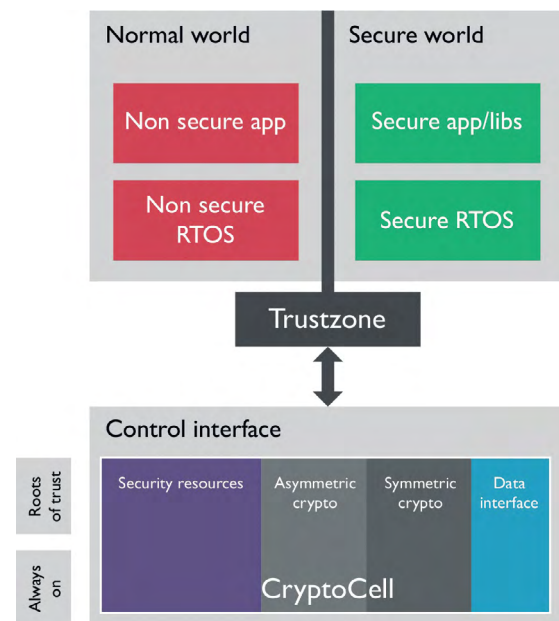 Normal world
Secure world
Non secure app
Secure app/libs
Non secure
RTOS
Secure RTOS
Trustzone
Control interface
Roots
of trust
Security resources
Asymmetric
crypto
Symmetric
crypto
Data
interface
Always
on
CryptoCell